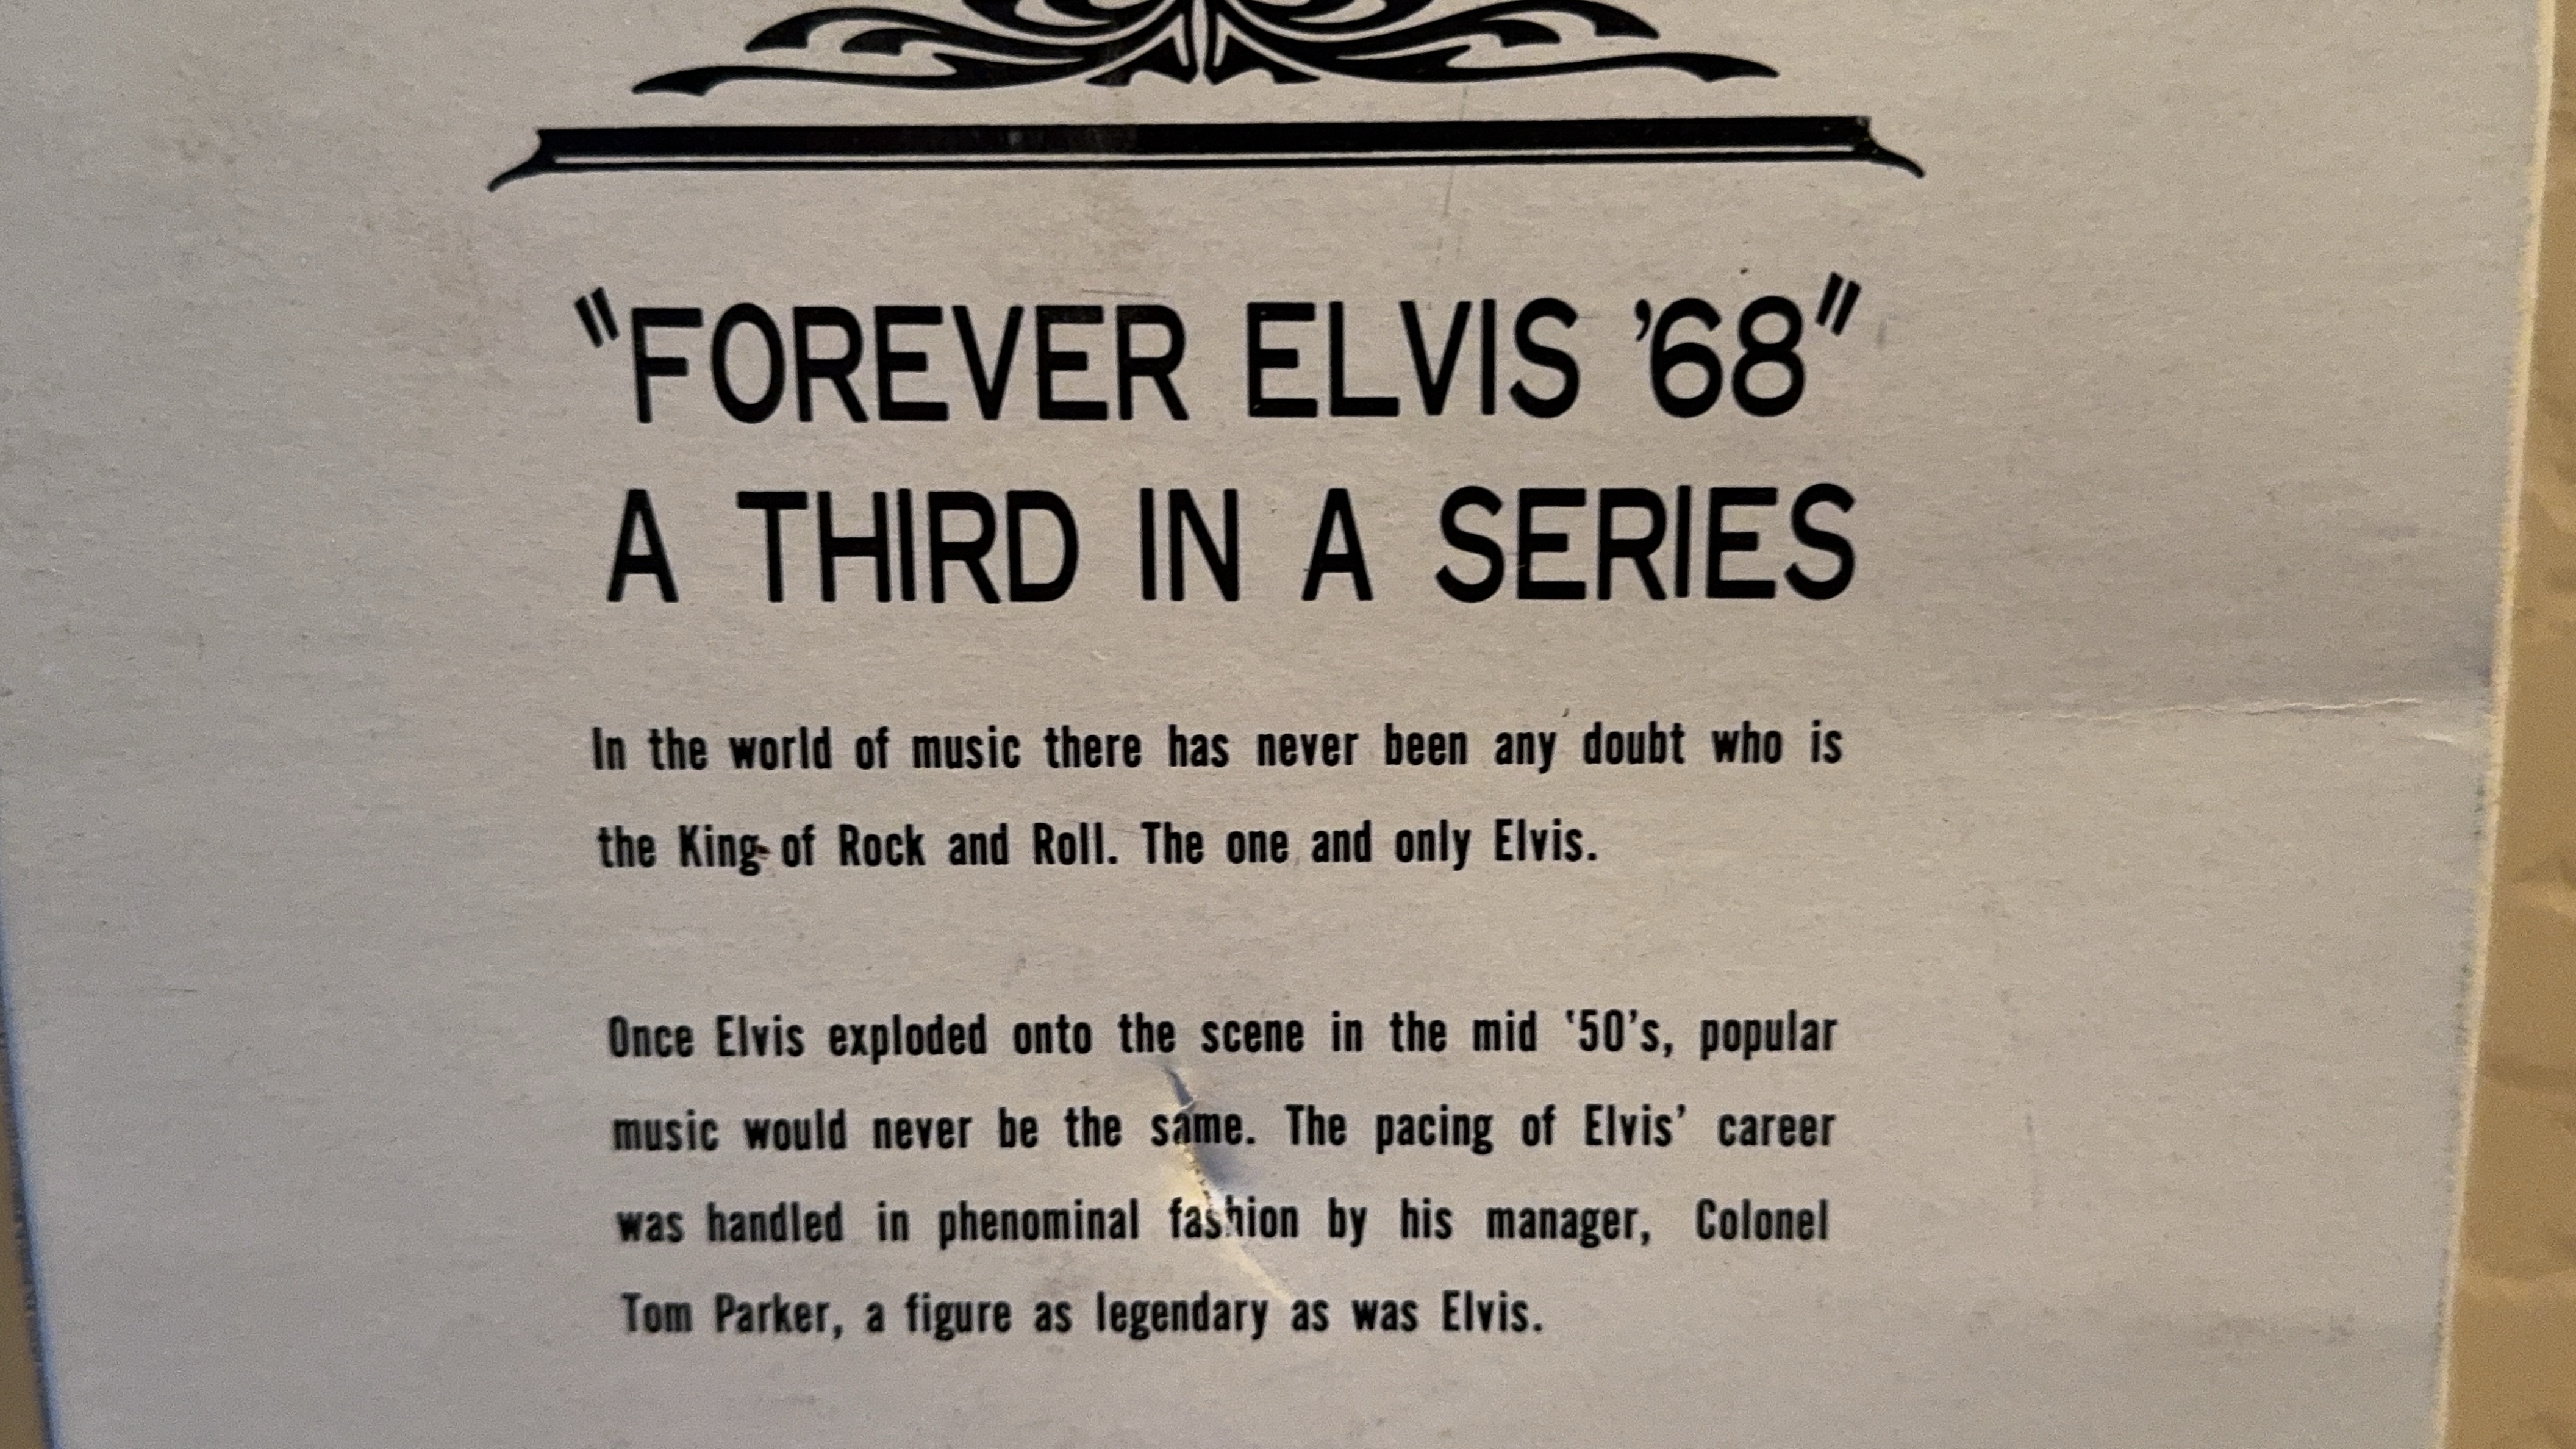 "FOREVER ELVIS '68"
A THIRD IN A SERIES
In the world of music there has never been any doubt who is
the King of Rock and Roll. The one and only Elvis.
Once Elvis exploded onto the scene in the mid '50's, popular
music would never be the same. The pacing of Elvis' career
was handled in phenominal fashion by his manager, Colonel
Tom Parker, a figure as legendary as was Elvis.